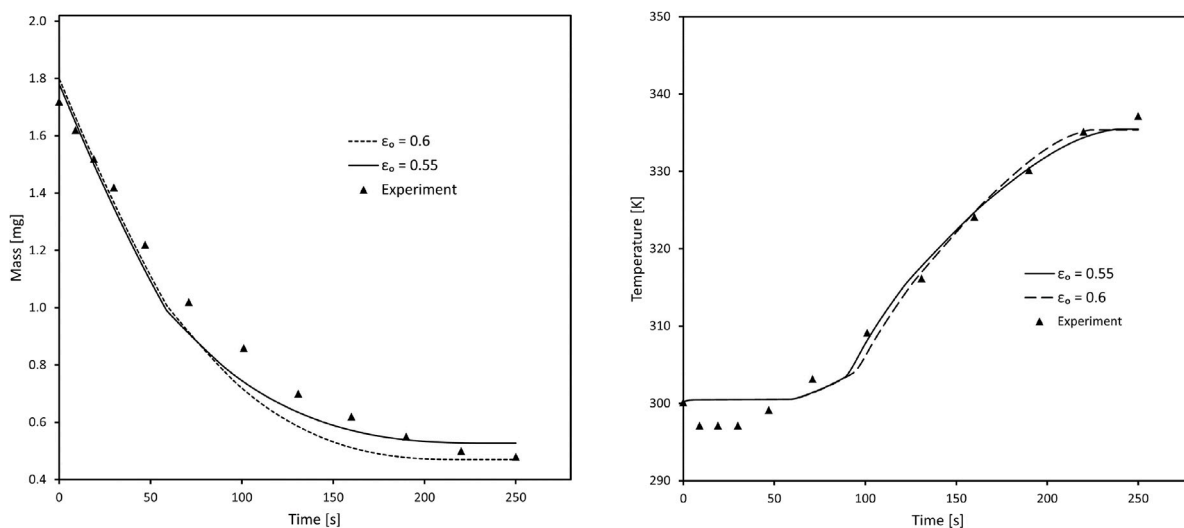 2.0
1.8
1.6
1.4
1.2
1.0
0.8
0.6
0.4
Mass [mg]
0
50
100
150
200
250
Time [s]
εₒ = 0.6
εₒ = 0.55
Experiment
350
340
330
320
310
300
290
Temperature [K]
0
50
100
150
200
250
Time [s]
εₒ = 0.55
εₒ = 0.6
Experiment